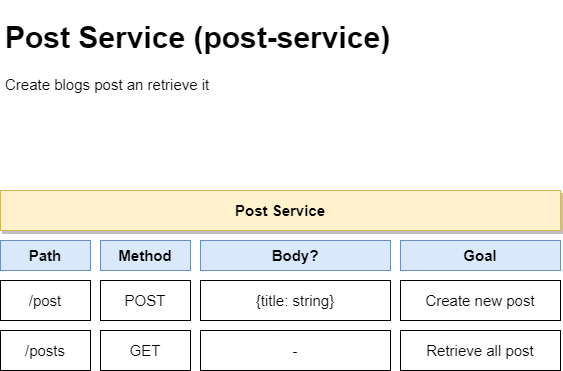 Post Service (post-service)
Create blogs post an retrieve it
Post Service
Path Method Body? Goal
/post POST {title: string} Create new post
/posts GET - Retrieve all post